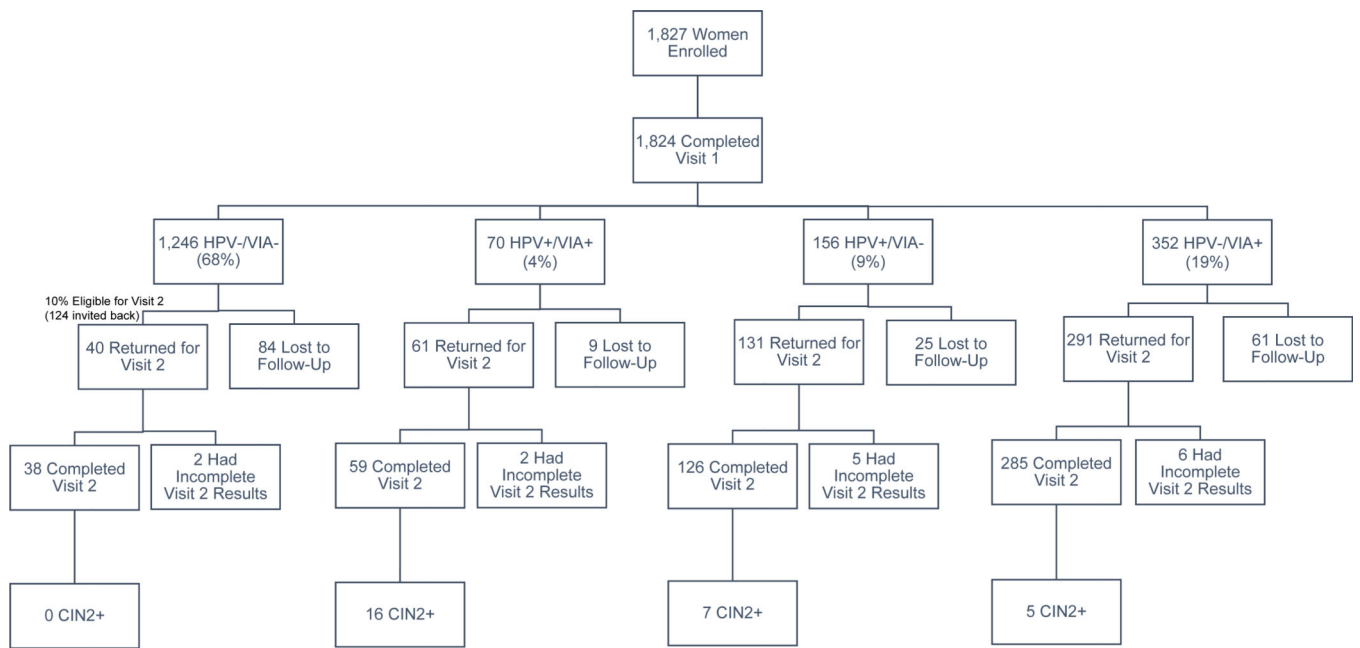 1,827 Women
Enrolled
1,824 Completed
Visit 1
1,246 HPV-/VIA-
(68%)
70 HPV+/VIA+
(4%)
156 HPV+/VIA-
(9%)
352 HPV-/VIA+
(19%)
10% Eligible for Visit 2
(124 invited back)
40 Returned for
Visit 2
84 Lost to
Follow-Up
61 Returned for
Visit 2
9 Lost to
Follow-Up
131 Returned for
Visit 2
25 Lost to
Follow-Up
291 Returned for
Visit 2
61 Lost to
Follow-Up
38 Completed
Visit 2
2 Had
Incomplete
Visit 2 Results
59 Completed
Visit 2
2 Had
Incomplete
Visit 2 Results
126 Completed
Visit 2
5 Had
Incomplete
Visit 2 Results
285 Completed
Visit 2
6 Had
Incomplete
Visit 2 Results
0 CIN2+
16 CIN2+
7 CIN2+
5 CIN2+